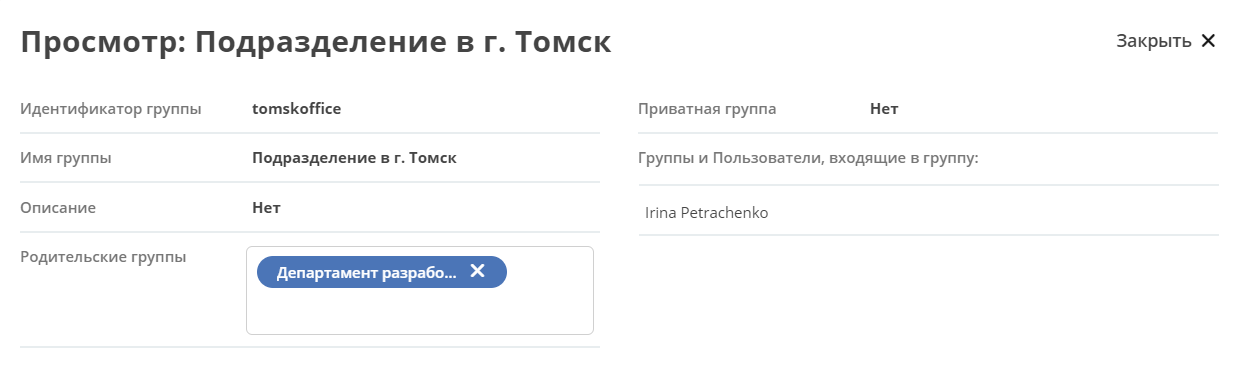 Просмотр: Подразделение в г. Томск
Закрыть ✕
Идентификатор группы tomskoffice
Имя группы Подразделение в г. Томск
Описание Нет
Родительские группы Департамент разрабо... ✕
Приватная группа Нет
Группы и Пользователи, входящие в группу:
Irina Petrachenko